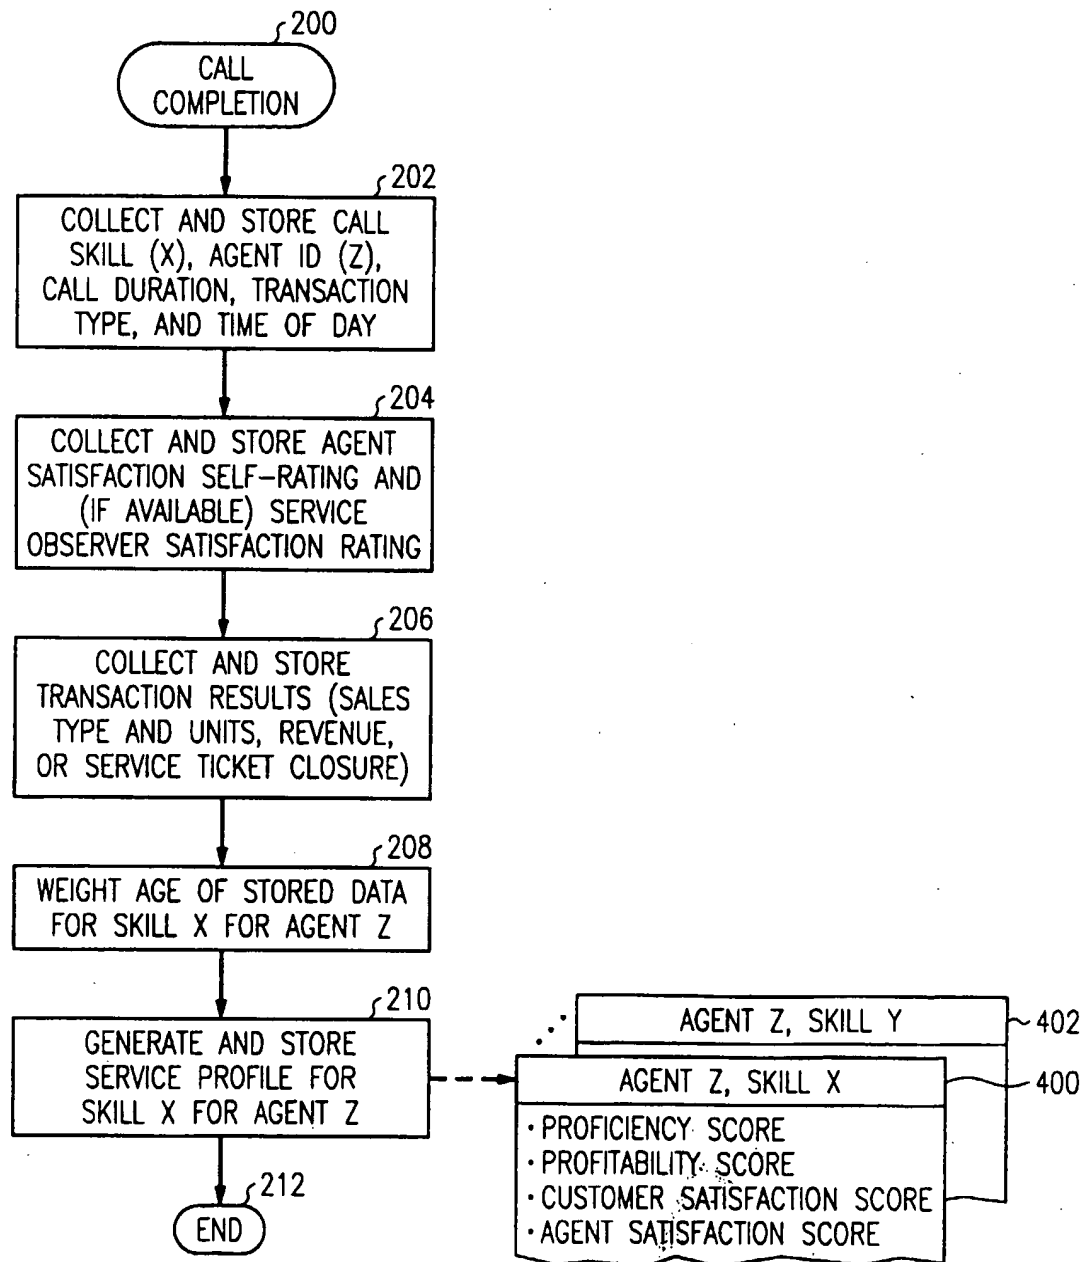 200
CALL
COMPLETION
202
COLLECT AND STORE CALL
SKILL (X), AGENT ID (Z),
CALL DURATION, TRANSACTION
TYPE, AND TIME OF DAY
204
COLLECT AND STORE AGENT
SATISFACTION SELF-RATING AND
(IF AVAILABLE) SERVICE
OBSERVER SATISFACTION RATING
206
COLLECT AND STORE
TRANSACTION RESULTS (SALES
TYPE AND UNITS, REVENUE,
OR SERVICE TICKET CLOSURE)
208
WEIGHT AGE OF STORED DATA
FOR SKILL X FOR AGENT Z
210
GENERATE AND STORE
SERVICE PROFILE FOR
SKILL X FOR AGENT Z
212
END
AGENT Z, SKILL Y
402
AGENT Z, SKILL X
400
· PROFICIENCY SCORE
· PROFITABILITY SCORE
· CUSTOMER SATISFACTION SCORE
· AGENT SATISFACTION SCORE